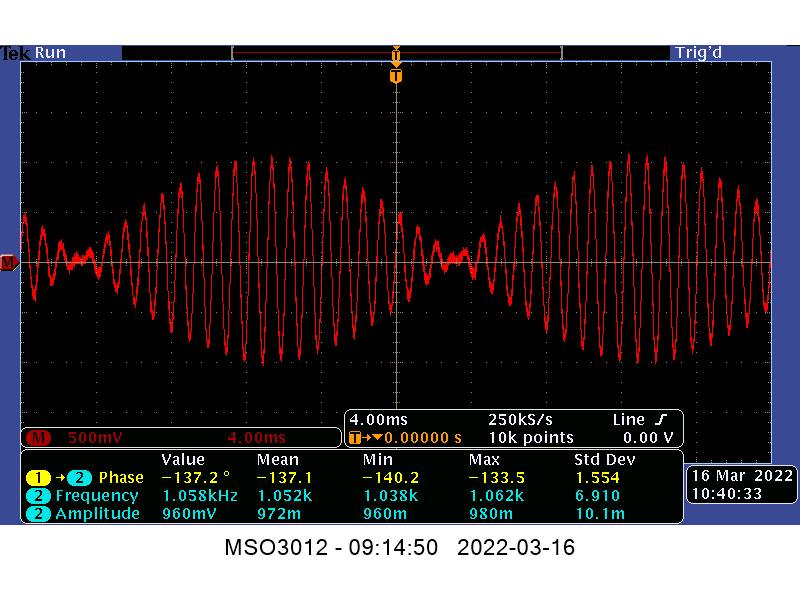 Tek Run Trig'd
T
T
M
4.00ms 250kS/s Line
M 500mV 4.00ms T→▼0.00000 s 10k points 0.00 V
Value Mean Min Max Std Dev
1 → 2 Phase −137.2 ° −137.1 −140.2 −133.5 1.554
2 Frequency 1.058kHz 1.052k 1.038k 1.062k 6.910
2 Amplitude 960mV 972m 960m 980m 10.1m
16 Mar 2022
10:40:33
MSO3012 - 09:14:50 2022-03-16